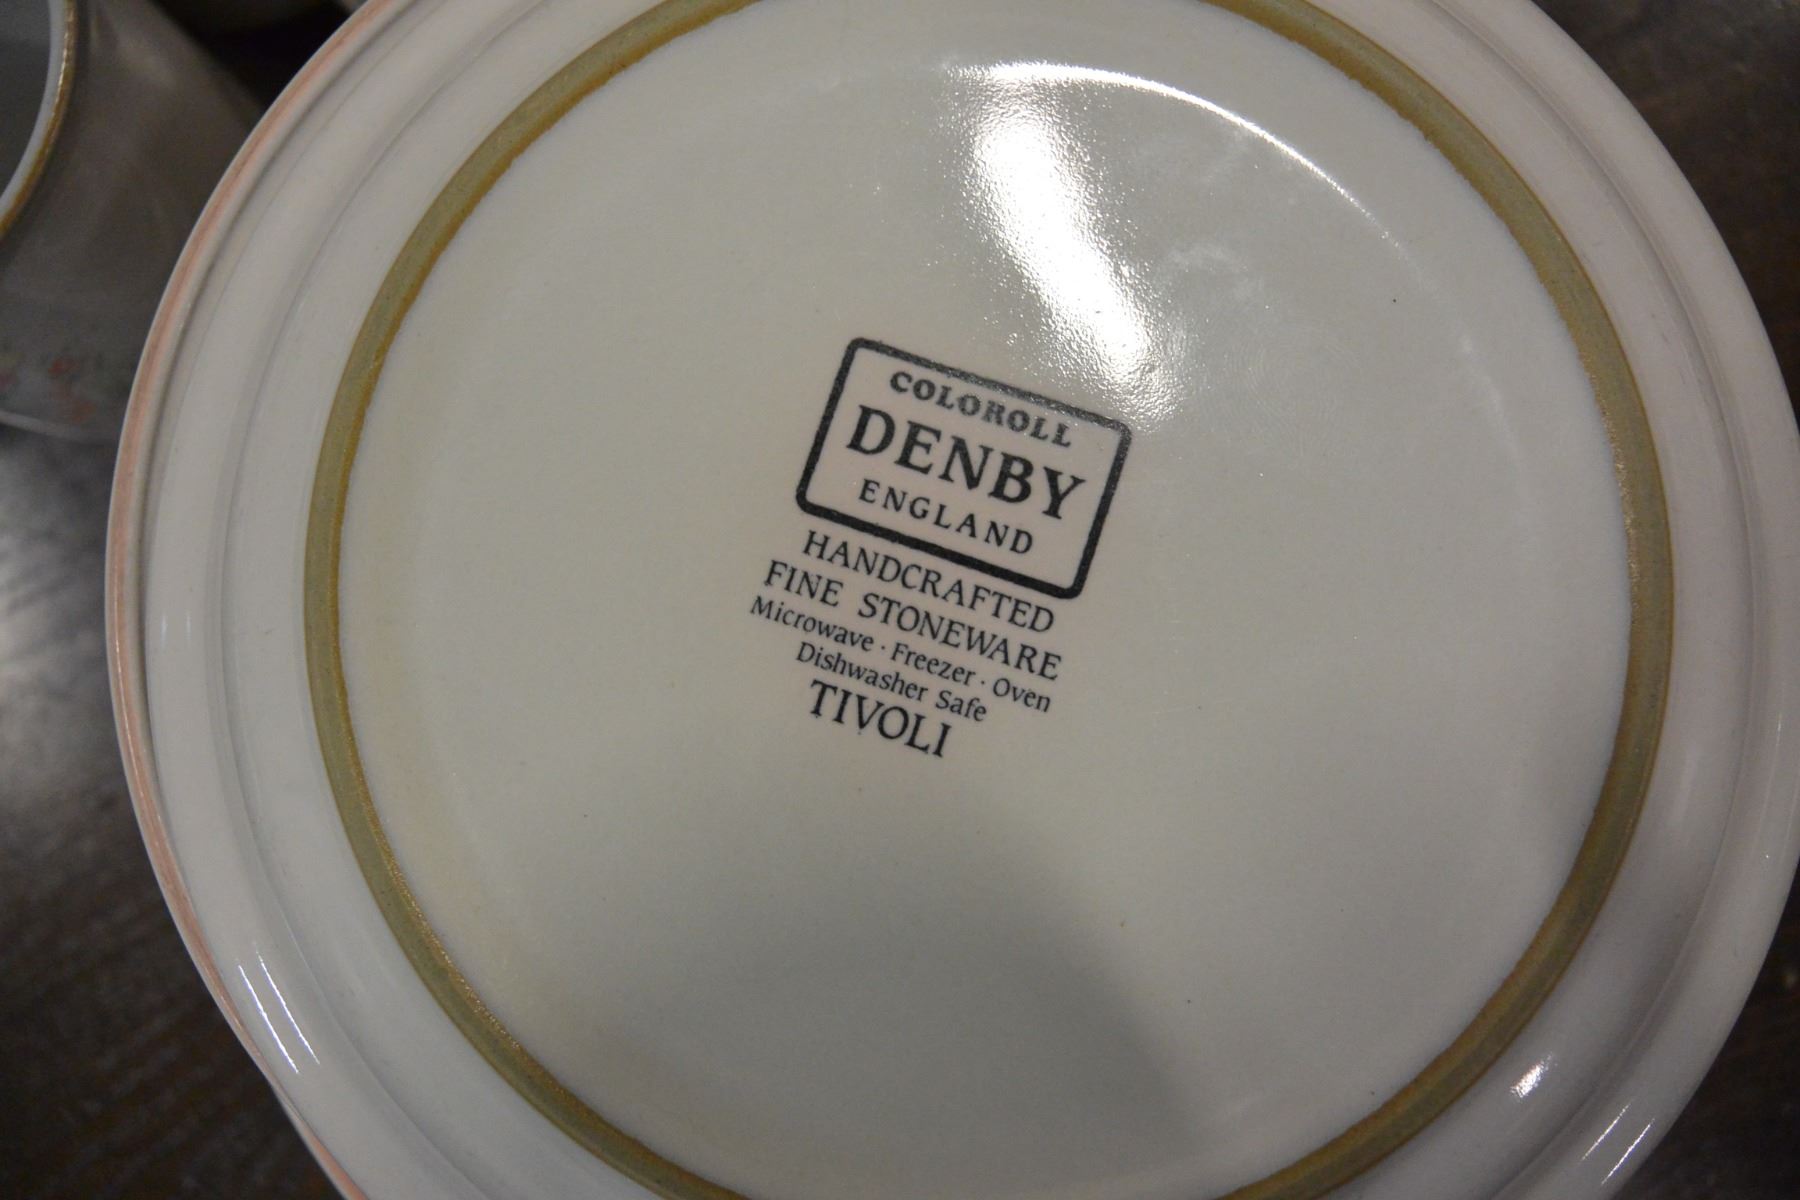 COLOROLL
DENBY
ENGLAND
HANDCRAFTED
FINE STONEWARE
Microwave · Freezer · Oven
Dishwasher Safe
TIVOLI